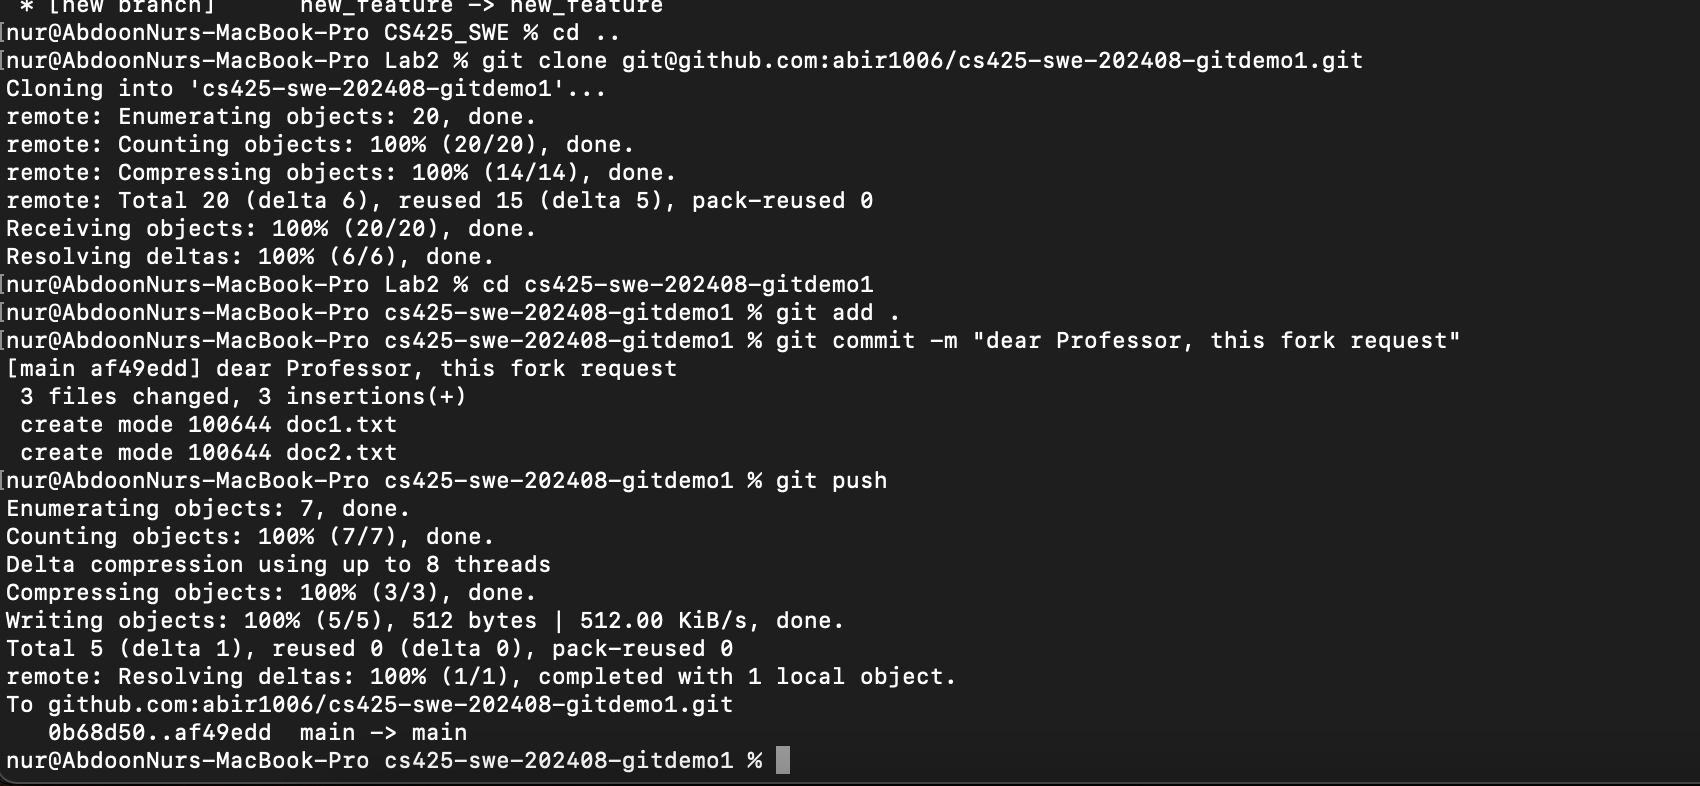 * [new branch]      new_feature -> new_feature
nur@AbdoonNurs-MacBook-Pro CS425_SWE % cd ..
nur@AbdoonNurs-MacBook-Pro Lab2 % git clone git@github.com:abir1006/cs425-swe-202408-gitdemo1.git
Cloning into 'cs425-swe-202408-gitdemo1'...
remote: Enumerating objects: 20, done.
remote: Counting objects: 100% (20/20), done.
remote: Compressing objects: 100% (14/14), done.
remote: Total 20 (delta 6), reused 15 (delta 5), pack-reused 0
Receiving objects: 100% (20/20), done.
Resolving deltas: 100% (6/6), done.
nur@AbdoonNurs-MacBook-Pro Lab2 % cd cs425-swe-202408-gitdemo1
nur@AbdoonNurs-MacBook-Pro cs425-swe-202408-gitdemo1 % git add .
nur@AbdoonNurs-MacBook-Pro cs425-swe-202408-gitdemo1 % git commit -m "dear Professor, this fork request"
[main af49edd] dear Professor, this fork request
 3 files changed, 3 insertions(+)
 create mode 100644 doc1.txt
 create mode 100644 doc2.txt
nur@AbdoonNurs-MacBook-Pro cs425-swe-202408-gitdemo1 % git push
Enumerating objects: 7, done.
Counting objects: 100% (7/7), done.
Delta compression using up to 8 threads
Compressing objects: 100% (3/3), done.
Writing objects: 100% (5/5), 512 bytes | 512.00 KiB/s, done.
Total 5 (delta 1), reused 0 (delta 0), pack-reused 0
remote: Resolving deltas: 100% (1/1), completed with 1 local object.
To github.com:abir1006/cs425-swe-202408-gitdemo1.git
   0b68d50..af49edd  main -> main
nur@AbdoonNurs-MacBook-Pro cs425-swe-202408-gitdemo1 %